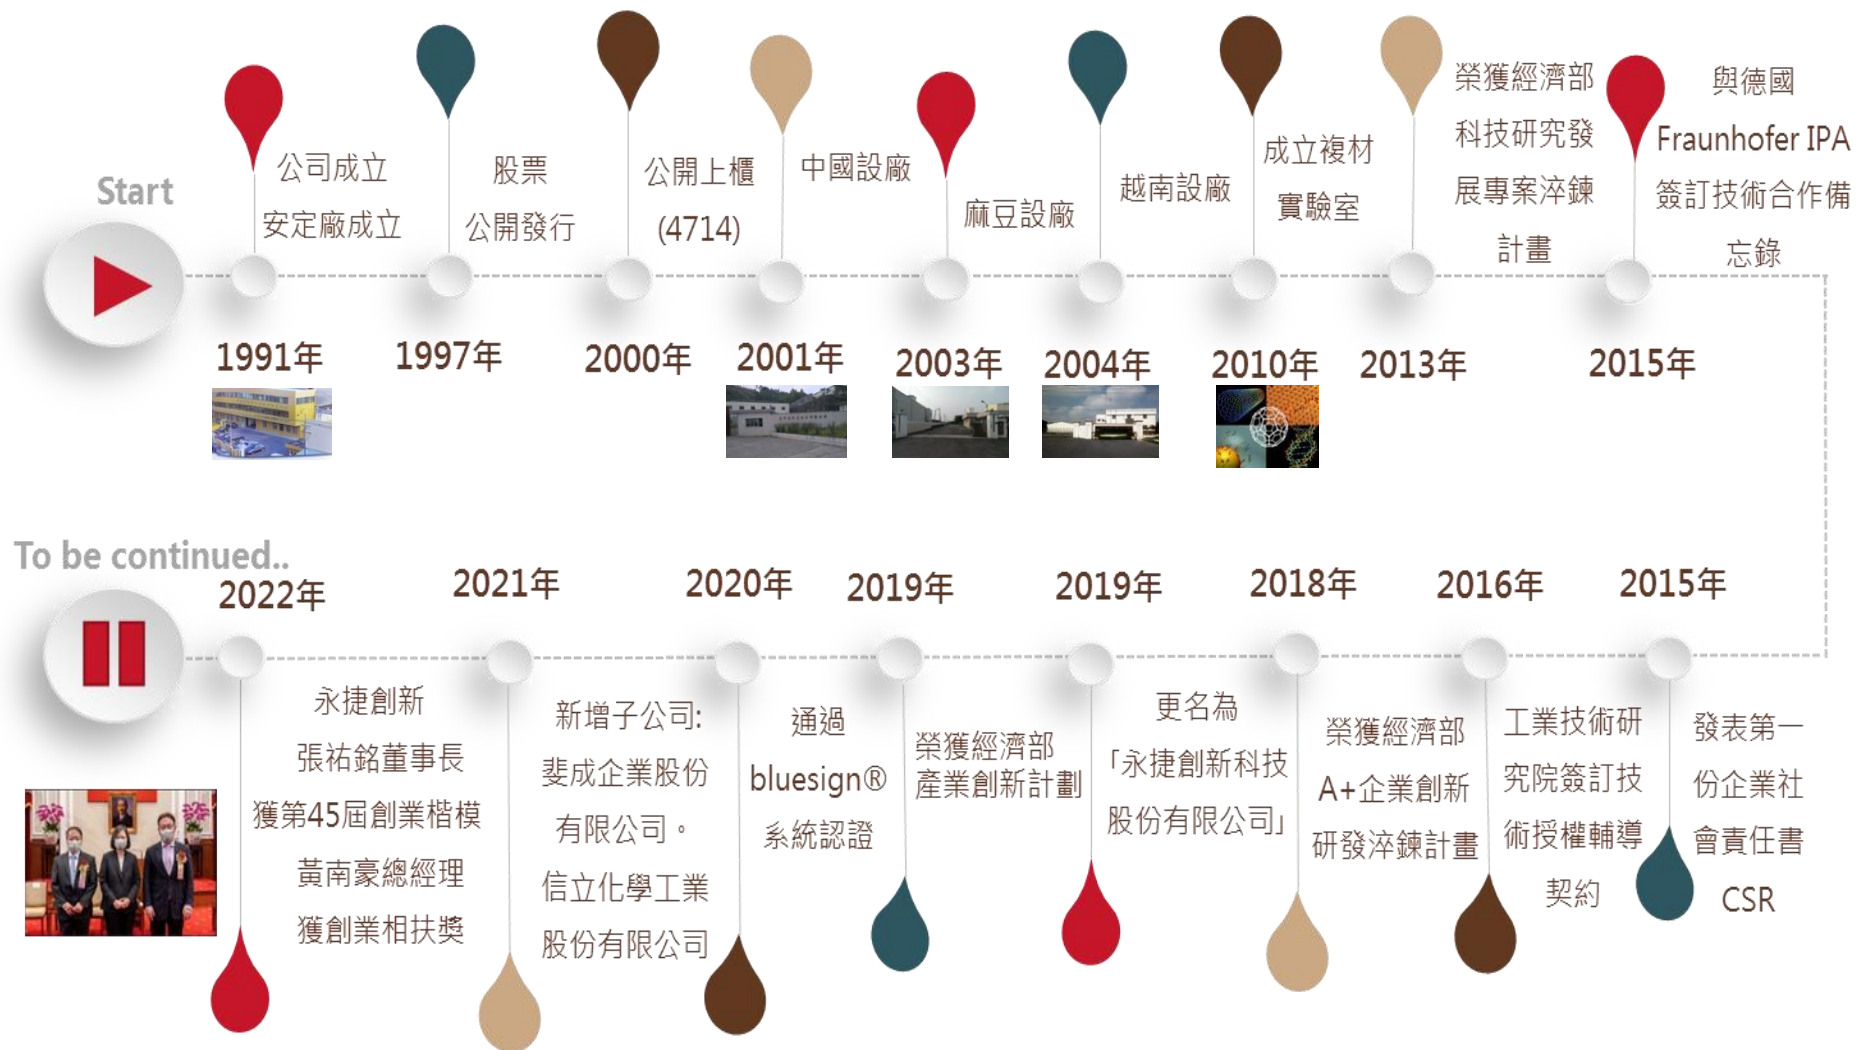 Start
公司成立
安定廠成立
1991年
股票
公開發行
1997年
公開上櫃
(4714)
2000年
中國設廠
2001年
麻豆設廠
2003年
越南設廠
2004年
成立複材
實驗室
2010年
榮獲經濟部
科技研究發
展專案淬鍊
計畫
2013年
與德國
Fraunhofer IPA
簽訂技術合作備
忘錄
2015年
2015年
發表第一
份企業社
會責任書
CSR
2016年
工業技術研
究院簽訂技
術授權輔導
契約
2018年
榮獲經濟部
A+企業創新
研發淬鍊計畫
2019年
更名為
「永捷創新科技
股份有限公司」
2019年
榮獲經濟部
產業創新計劃
2020年
通過
bluesign®
系統認證
2021年
新增子公司:
斐成企業股份
有限公司。
信立化學工業
股份有限公司
2022年
永捷創新
張祐銘董事長
獲第45屆創業楷模
黃南豪總經理
獲創業相扶獎
To be continued..